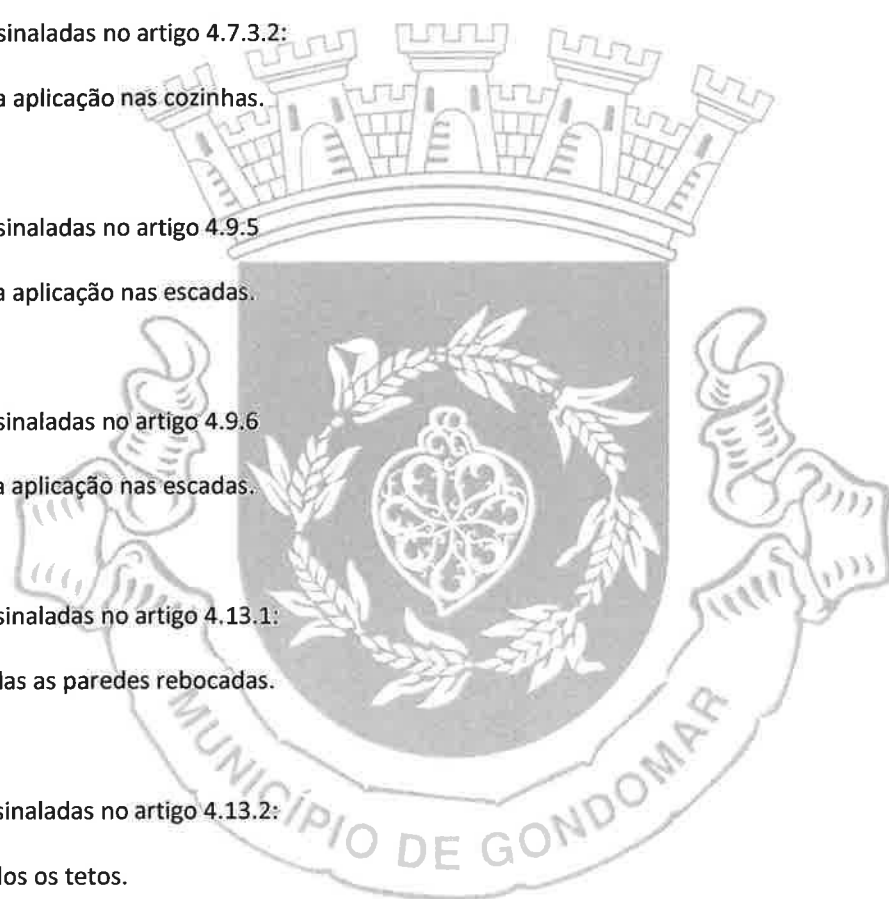 sinaladas no artigo 4.7.3.2:
a aplicação nas cozinhas.
sinaladas no artigo 4.9.5
a aplicação nas escadas.
sinaladas no artigo 4.9.6
a aplicação nas escadas.
sinaladas no artigo 4.13.1:
las as paredes rebocadas.
sinaladas no artigo 4.13.2:
los os tetos.
MUNICÍPIO DE GONDOMAR